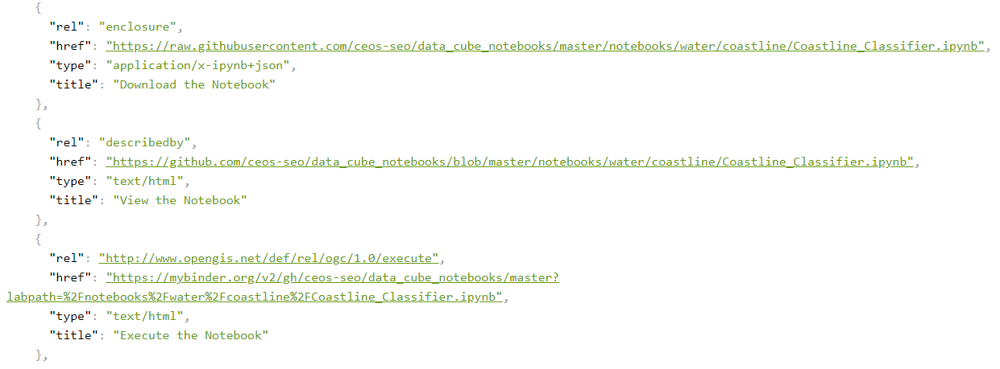 {
"rel": "enclosure",
"href": "https://raw.githubusercontent.com/ceos-seo/data_cube_notebooks/master/notebooks/water/coastline/Coastline_Classifier.ipynb",
"type": "application/x-ipynb+json",
"title": "Download the Notebook"
},
{
"rel": "describedby",
"href": "https://github.com/ceos-seo/data_cube_notebooks/blob/master/notebooks/water/coastline/Coastline_Classifier.ipynb",
"type": "text/html",
"title": "View the Notebook"
},
{
"rel": "http://www.opengis.net/def/rel/ogc/1.0/execute",
"href": "https://mybinder.org/v2/gh/ceos-seo/data_cube_notebooks/master?
labpath=%2Fnotebooks%2Fwater%2Fcoastline%2FCoastline_Classifier.ipynb",
"type": "text/html",
"title": "Execute the Notebook"
},